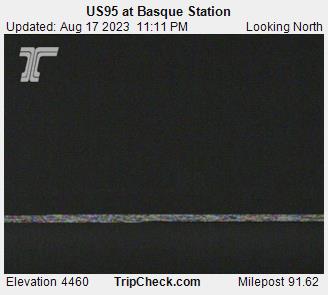 US95 at Basque Station
Updated: Aug 17 2023 11:11 PM Looking North
Elevation 4460 TripCheck.com Milepost 91.62